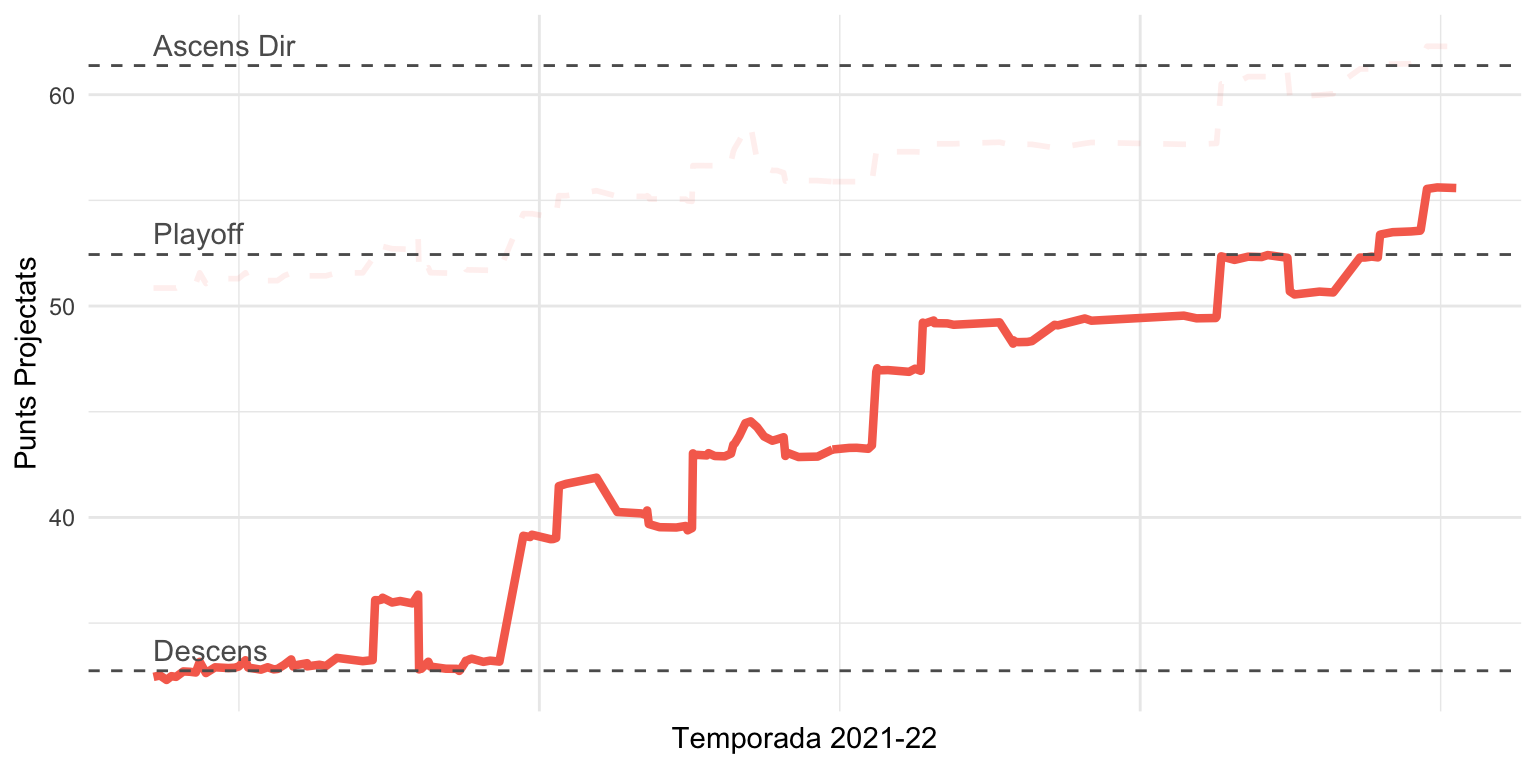 Ascens Dir
60
Playoff
50
40
Descens
Punts Projectats
Temporada 2021-22